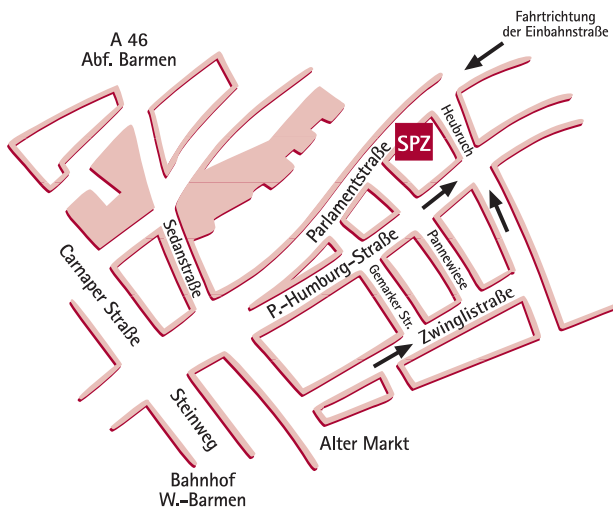 A 46
Abf. Barmen
Fahrtrichtung
der Einbahnstraße
Heubruch
SPZ
Parlamentstraße
Sedanstraße
Carnaper Straße
P.-Humburg-Straße
Pannewiese
Gemarker Str.
Zwinglistraße
Steinweg
Alter Markt
Bahnhof
W.-Barmen